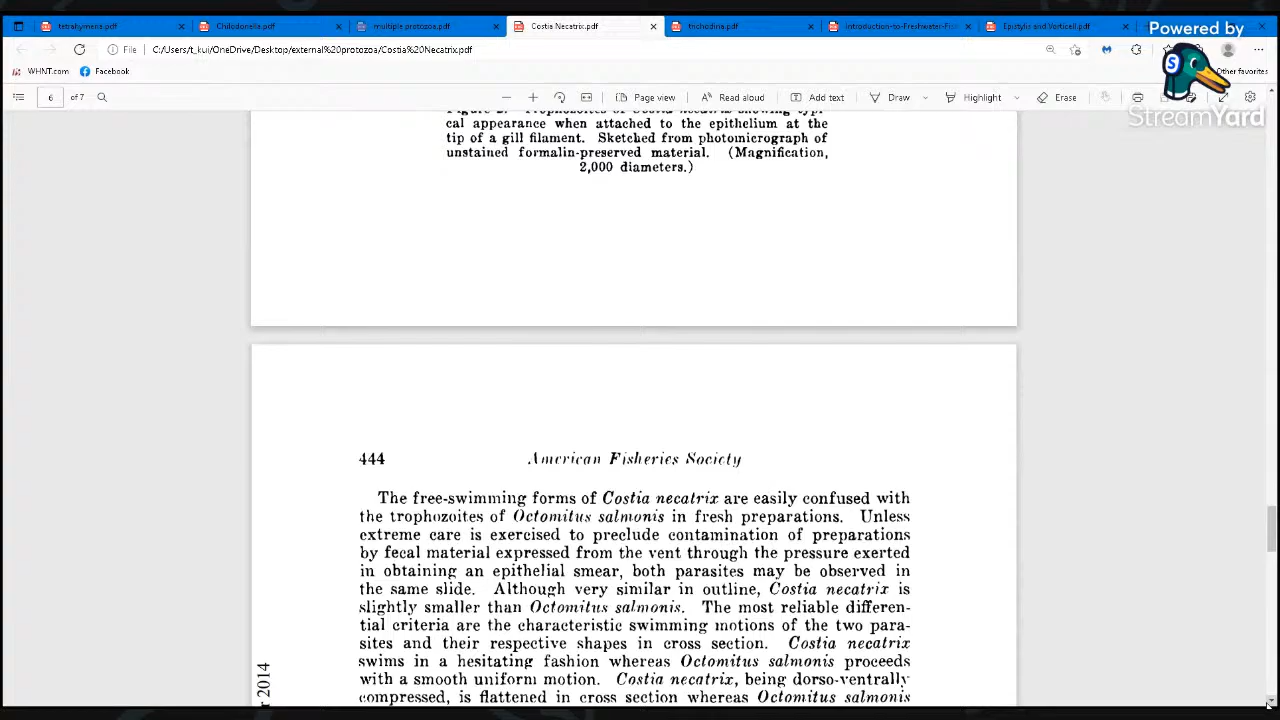 tetrahymena.pdf
Chilodonella.pdf
multiple protozoa.pdf
Costia Necatrix.pdf
trichodina.pdf
Introduction-to-Freshwater-Fis
Epistylis and Vorticell.pdf
Powered by
File
C:/Users/t_kui/OneDrive/Desktop/external%20protozoa/Costia%20Necatrix.pdf
WHNT.com
Facebook
Other favorites
6 of 7
Page view
Read aloud
Add text
Draw
Highlight
Erase
StreamYard
cal appearance when attached to the epithelium at the
tip of a gill filament. Sketched from photomicrograph of
unstained formalin-preserved material. (Magnification,
2,000 diameters.)
444 American Fisheries Society
The free-swimming forms of Costia necatrix are easily confused with
the trophozoites of Octomitus salmonis in fresh preparations. Unless
extreme care is exercised to preclude contamination of preparations
by fecal material expressed from the vent through the pressure exerted
in obtaining an epithelial smear, both parasites may be observed in
the same slide. Although very similar in outline, Costia necatrix is
slightly smaller than Octomitus salmonis. The most reliable differen-
tial criteria are the characteristic swimming motions of the two para-
sites and their respective shapes in cross section. Costia necatrix
swims in a hesitating fashion whereas Octomitus salmonis proceeds
with a smooth uniform motion. Costia necatrix, being dorso-ventrally
compressed, is flattened in cross section whereas Octomitus salmonis
r 2014